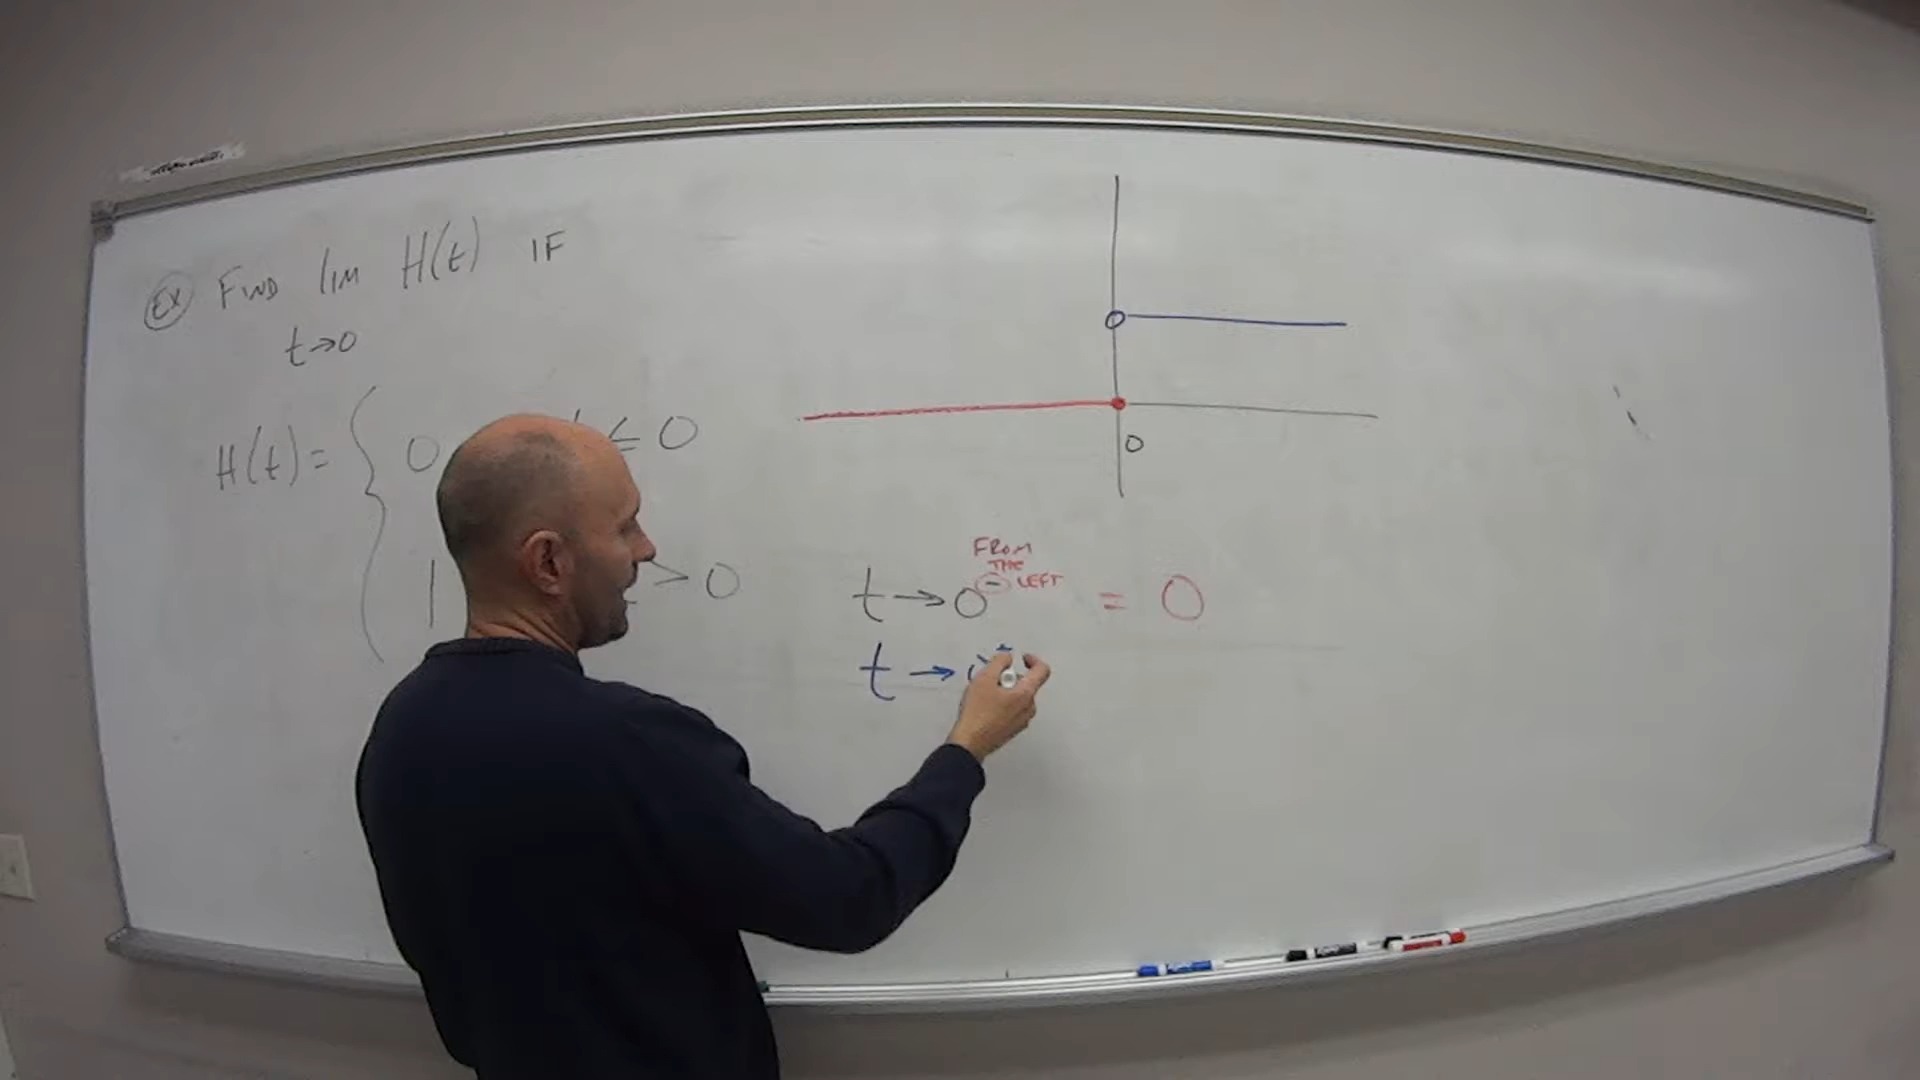 EX FIND lim H(t) IF
t→0
H(t) = { 0 t ≤ 0
1 t > 0
0
FROM
THE
LEFT
t → 0⁻ = 0
t → 0